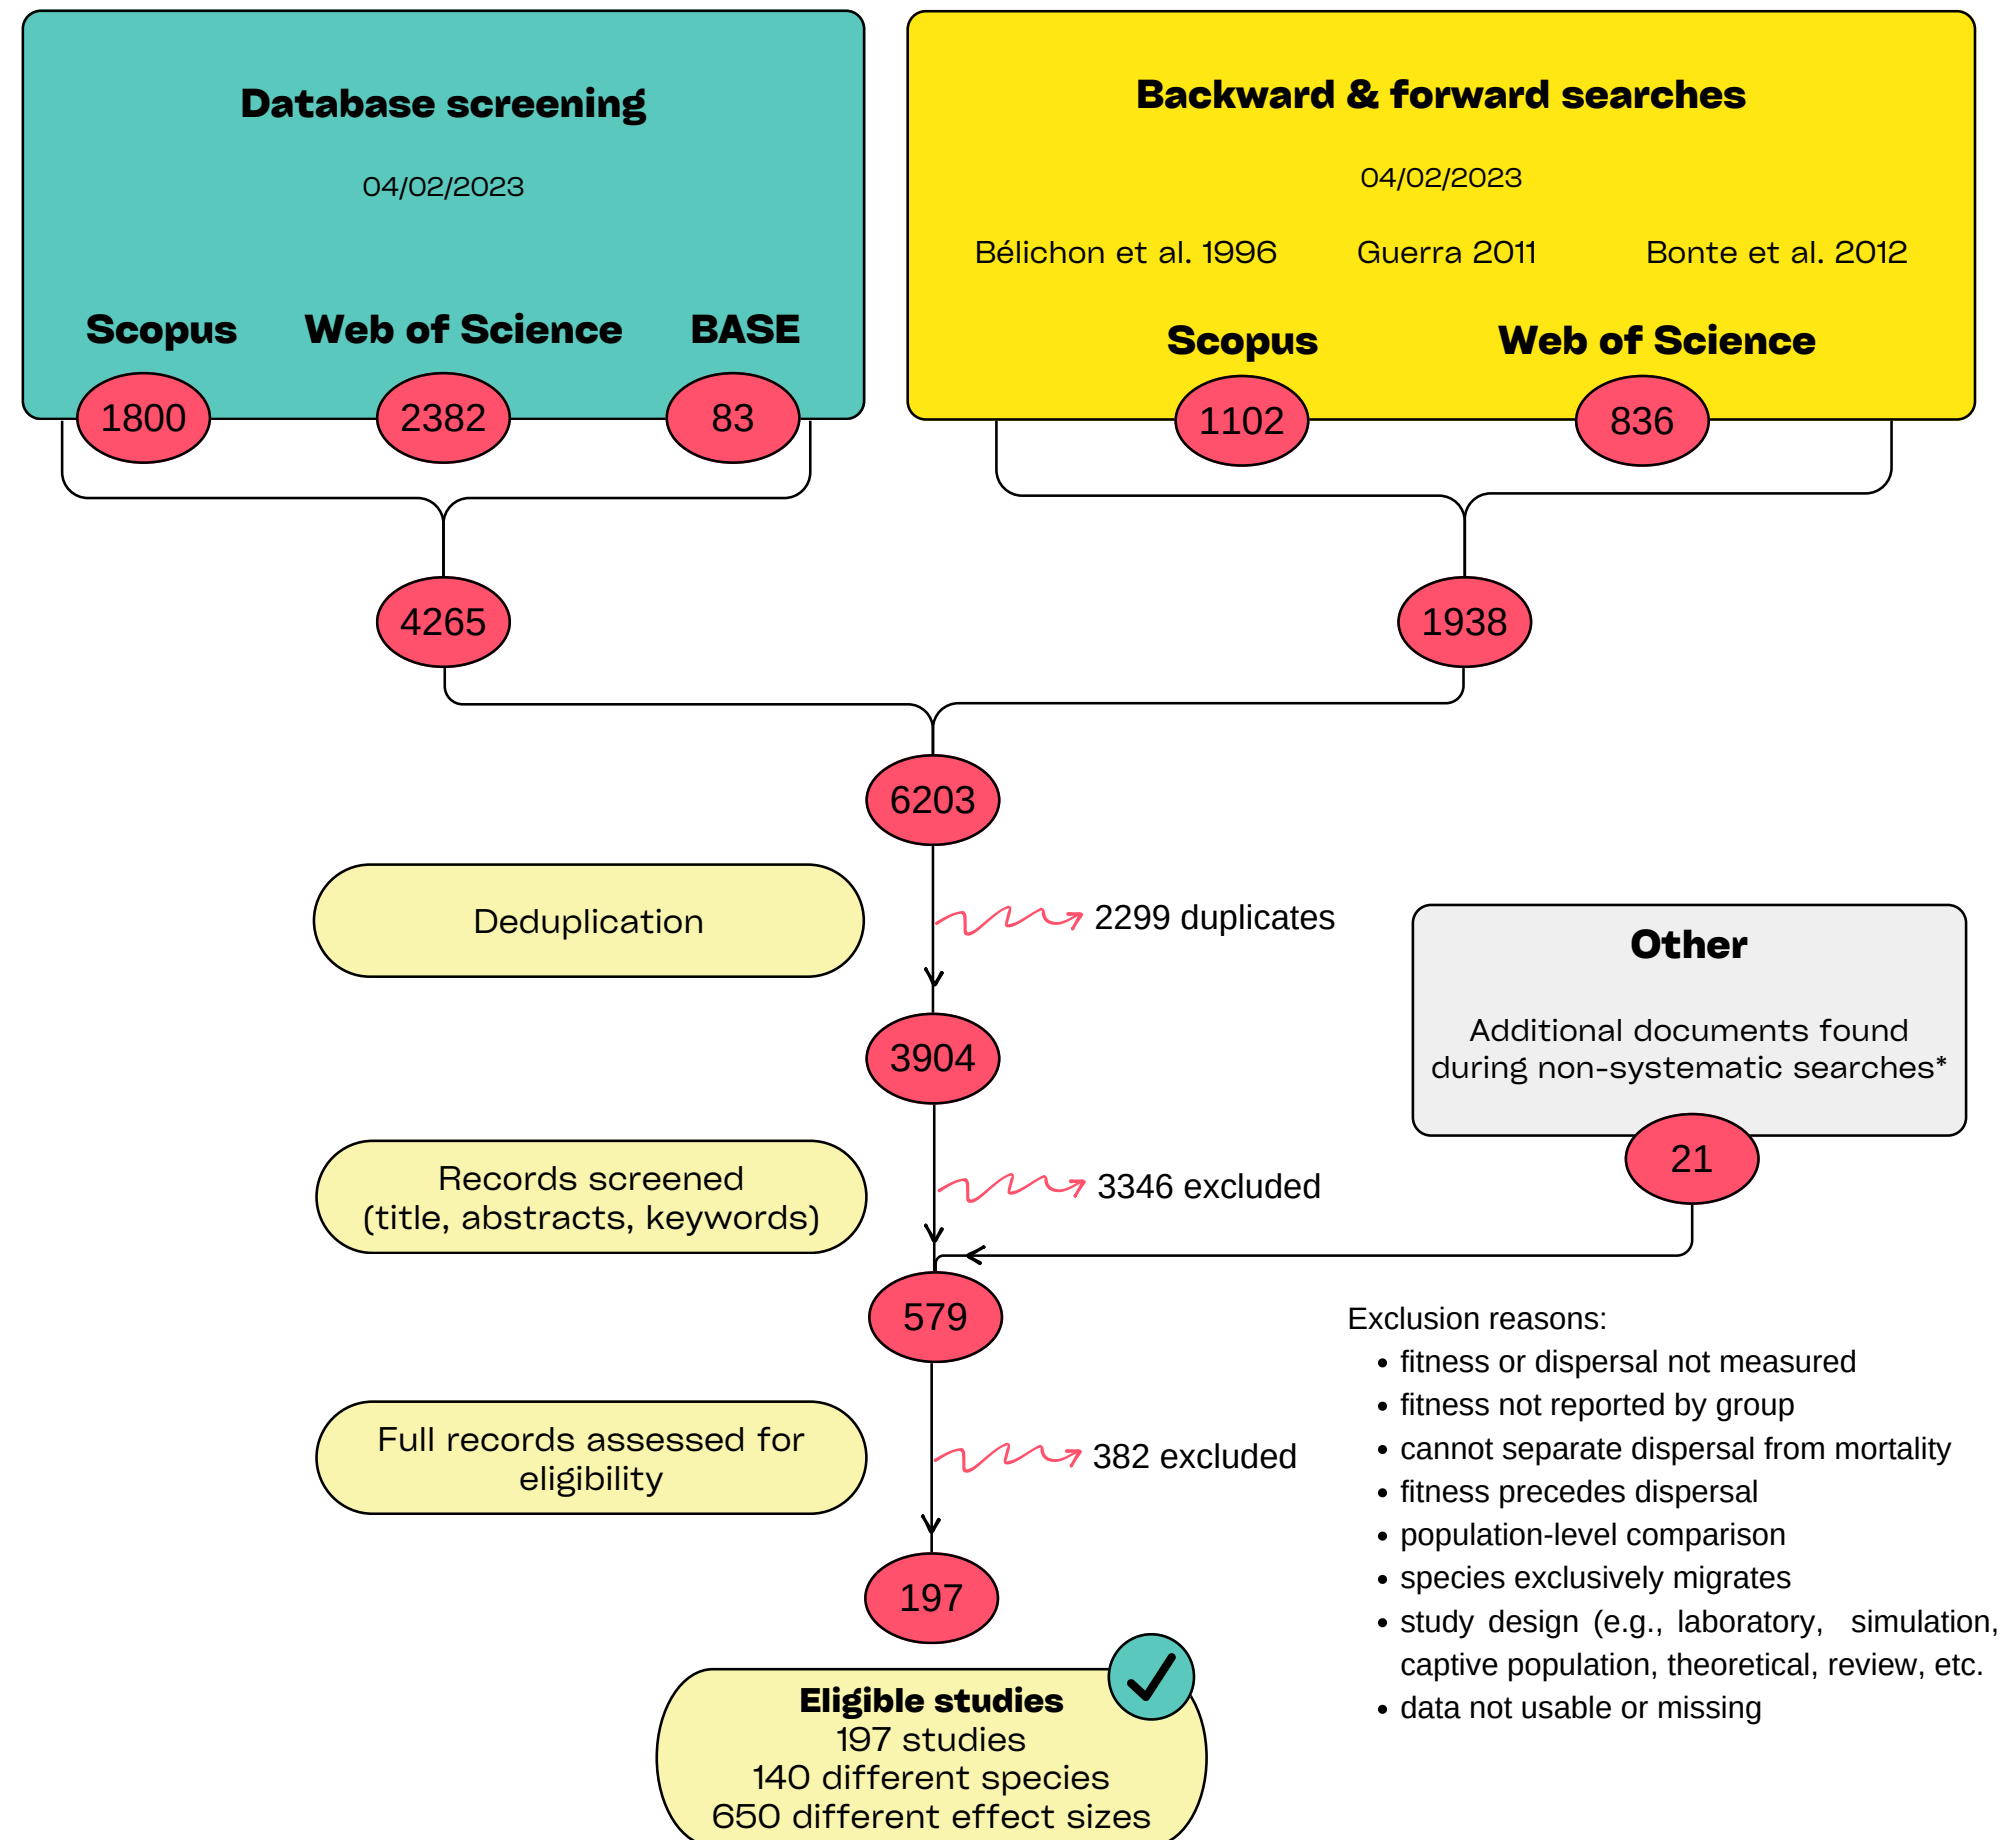 Database screening
04/02/2023
Scopus Web of Science BASE
1800 2382 83
Backward & forward searches
04/02/2023
Bélichon et al. 1996 Guerra 2011 Bonte et al. 2012
Scopus Web of Science
1102 836
4265
1938
6203
Deduplication
2299 duplicates
3904
Other
Additional documents found
during non-systematic searches*
21
Records screened
(title, abstracts, keywords)
3346 excluded
579
Full records assessed for
eligibility
382 excluded
Exclusion reasons:
• fitness or dispersal not measured
• fitness not reported by group
• cannot separate dispersal from mortality
• fitness precedes dispersal
• population-level comparison
• species exclusively migrates
• study design (e.g., laboratory, simulation,
captive population, theoretical, review, etc.
• data not usable or missing
197
Eligible studies
197 studies
140 different species
650 different effect sizes